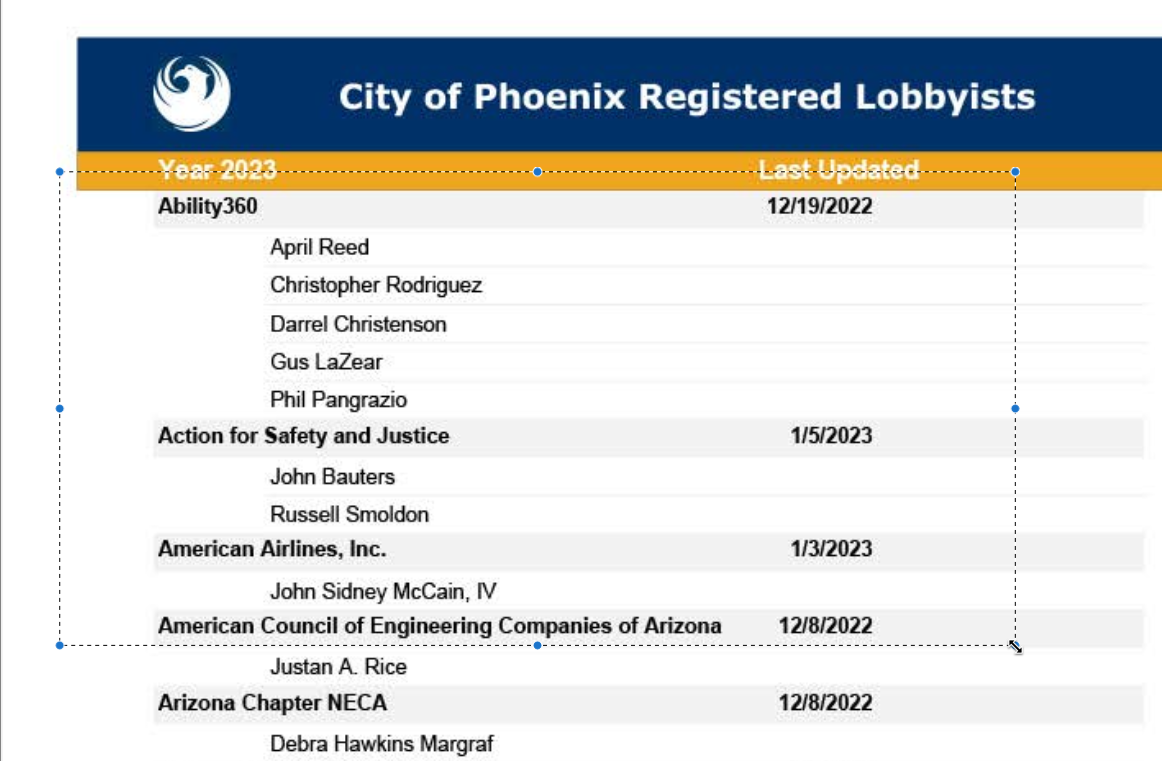 City of Phoenix Registered Lobbyists
Year 2023 Last Updated
Ability360 12/19/2022
April Reed
Christopher Rodriguez
Darrel Christenson
Gus LaZear
Phil Pangrazio
Action for Safety and Justice 1/5/2023
John Bauters
Russell Smoldon
American Airlines, Inc. 1/3/2023
John Sidney McCain, IV
American Council of Engineering Companies of Arizona 12/8/2022
Justan A. Rice
Arizona Chapter NECA 12/8/2022
Debra Hawkins Margraf